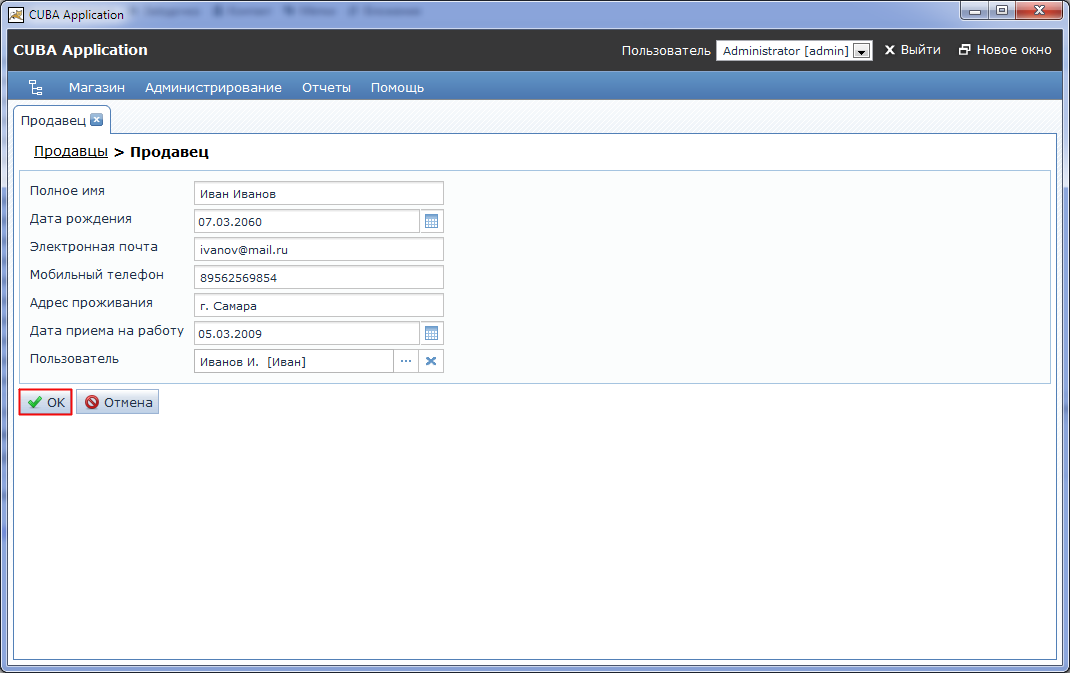 CUBA Application
CUBA Application Пользователь Administrator [admin] Выйти Новое окно
Магазин Администрирование Отчеты Помощь
Продавец
Продавцы > Продавец
Полное имя Иван Иванов
Дата рождения 07.03.2060
Электронная почта ivanov@mail.ru
Мобильный телефон 89562569854
Адрес проживания г. Самара
Дата приема на работу 05.03.2009
Пользователь Иванов И. [Иван] ...
OK Отмена